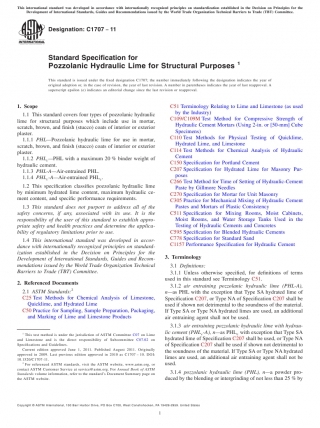 This international standard was developed in accordance with internationally recognized principles on standardization established in the Decision on Principles for the
Development of International Standards, Guides and Recommendations issued by the World Trade Organization Technical Barriers to Trade (TBT) Committee.
Designation: C1707 − 11
Standard Specification for
Pozzolanic Hydraulic Lime for Structural Purposes 1
This standard is issued under the fixed designation C1707; the number immediately following the designation indicates the year of
original adoption or, in the case of revision, the year of last revision. A number in parentheses indicates the year of last reapproval. A
superscript epsilon (ε) indicates an editorial change since the last revision or reapproval.
1. Scope
1.1 This standard covers four types of pozzolanic hydraulic
lime for structural purposes which include use in mortar,
scratch, brown, and finish (stucco) coats of interior or exterior
plaster.
1.1.1 PHL—Pozzolanic hydraulic lime for use in mortar,
scratch, brown, and finish (stucco) coats of interior or exterior
plaster.
1.1.2 PHLc—PHL with a maximum 20 % binder weight of
hydraulic cement.
1.1.3 PHL-A—Air-entrained PHL.
1.1.4 PHLc-A—Air-entrained PHLc.
1.2 This specification classifies pozzolanic hydraulic lime
by minimum hydrated lime content, maximum hydraulic ce-
ment content, and specific performance requirements.
1.3 This standard does not purport to address all of the
safety concerns, if any, associated with its use. It is the
responsibility of the user of this standard to establish appro-
priate safety and health practices and determine the applica-
bility of regulatory limitations prior to use.
1.4 This international standard was developed in accor-
dance with internationally recognized principles on standard-
ization established in the Decision on Principles for the
Development of International Standards, Guides and Recom-
mendations issued by the World Trade Organization Technical
Barriers to Trade (TBT) Committee.
2. Referenced Documents
2.1 ASTM Standards:2
C25 Test Methods for Chemical Analysis of Limestone,
Quicklime, and Hydrated Lime
C50 Practice for Sampling, Sample Preparation, Packaging,
and Marking of Lime and Limestone Products
1 This test method is under the jurisdiction of ASTM Committee C07 on Lime
and Limestone and is the direct responsibility of Subcommittee C07.02 on
Specifications and Guidelines.
Current edition approved June 1, 2011. Published August 2011. Originally
approved in 2009. Last previous edition approved in 2010 as C1707 – 10. DOI:
10.1520/C1707-11.
2 For referenced ASTM standards, visit the ASTM website, www.astm.org, or
contact ASTM Customer Service at service@astm.org. For Annual Book of ASTM
Standards volume information, refer to the standard's Document Summary page on
the ASTM website.
C51 Terminology Relating to Lime and Limestone (as used
by the Industry)
C109/C109M Test Method for Compressive Strength of
Hydraulic Cement Mortars (Using 2-in. or [50-mm] Cube
Specimens)
C110 Test Methods for Physical Testing of Quicklime,
Hydrated Lime, and Limestone
C114 Test Methods for Chemical Analysis of Hydraulic
Cement
C150 Specification for Portland Cement
C207 Specification for Hydrated Lime for Masonry Pur-
poses
C266 Test Method for Time of Setting of Hydraulic-Cement
Paste by Gillmore Needles
C270 Specification for Mortar for Unit Masonry
C305 Practice for Mechanical Mixing of Hydraulic Cement
Pastes and Mortars of Plastic Consistency
C511 Specification for Mixing Rooms, Moist Cabinets,
Moist Rooms, and Water Storage Tanks Used in the
Testing of Hydraulic Cements and Concretes
C595 Specification for Blended Hydraulic Cements
C778 Specification for Standard Sand
C1157 Performance Specification for Hydraulic Cement
3. Terminology
3.1 Definitions:
3.1.1 Unless otherwise specified, for definitions of terms
used in this standard see Terminology C51.
3.1.2 air entraining pozzolanic hydraulic lime (PHL-A),
n—as PHL with the exception that Type SA hydrated lime of
Specification C207, or Type NA of Specification C207 shall be
used if shown not detrimental to the soundness of the material.
If Type SA or Type NA hydrated limes are used, an additional
air entraining agent shall not be used.
3.1.3 air entraining pozzolanic hydraulic lime with hydrau-
lic cement (PHLc-A), n—as PHLc with exception that Type SA
hydrated lime of Specification C207 shall be used, or Type NA
of Specification C207 shall be used if shown not detrimental to
the soundness of the material. If Type SA or Type NA hydrated
limes are used, an additional air entraining agent shall not be
used.
3.1.4 pozzolanic hydraulic lime (PHL), n—a powder pro-
duced by the blending or intergrinding of not less than 25 % by
Copyright © ASTM International, 100 Barr Harbor Drive, PO Box C700, West Conshohocken, PA 19428-2959. United States
1